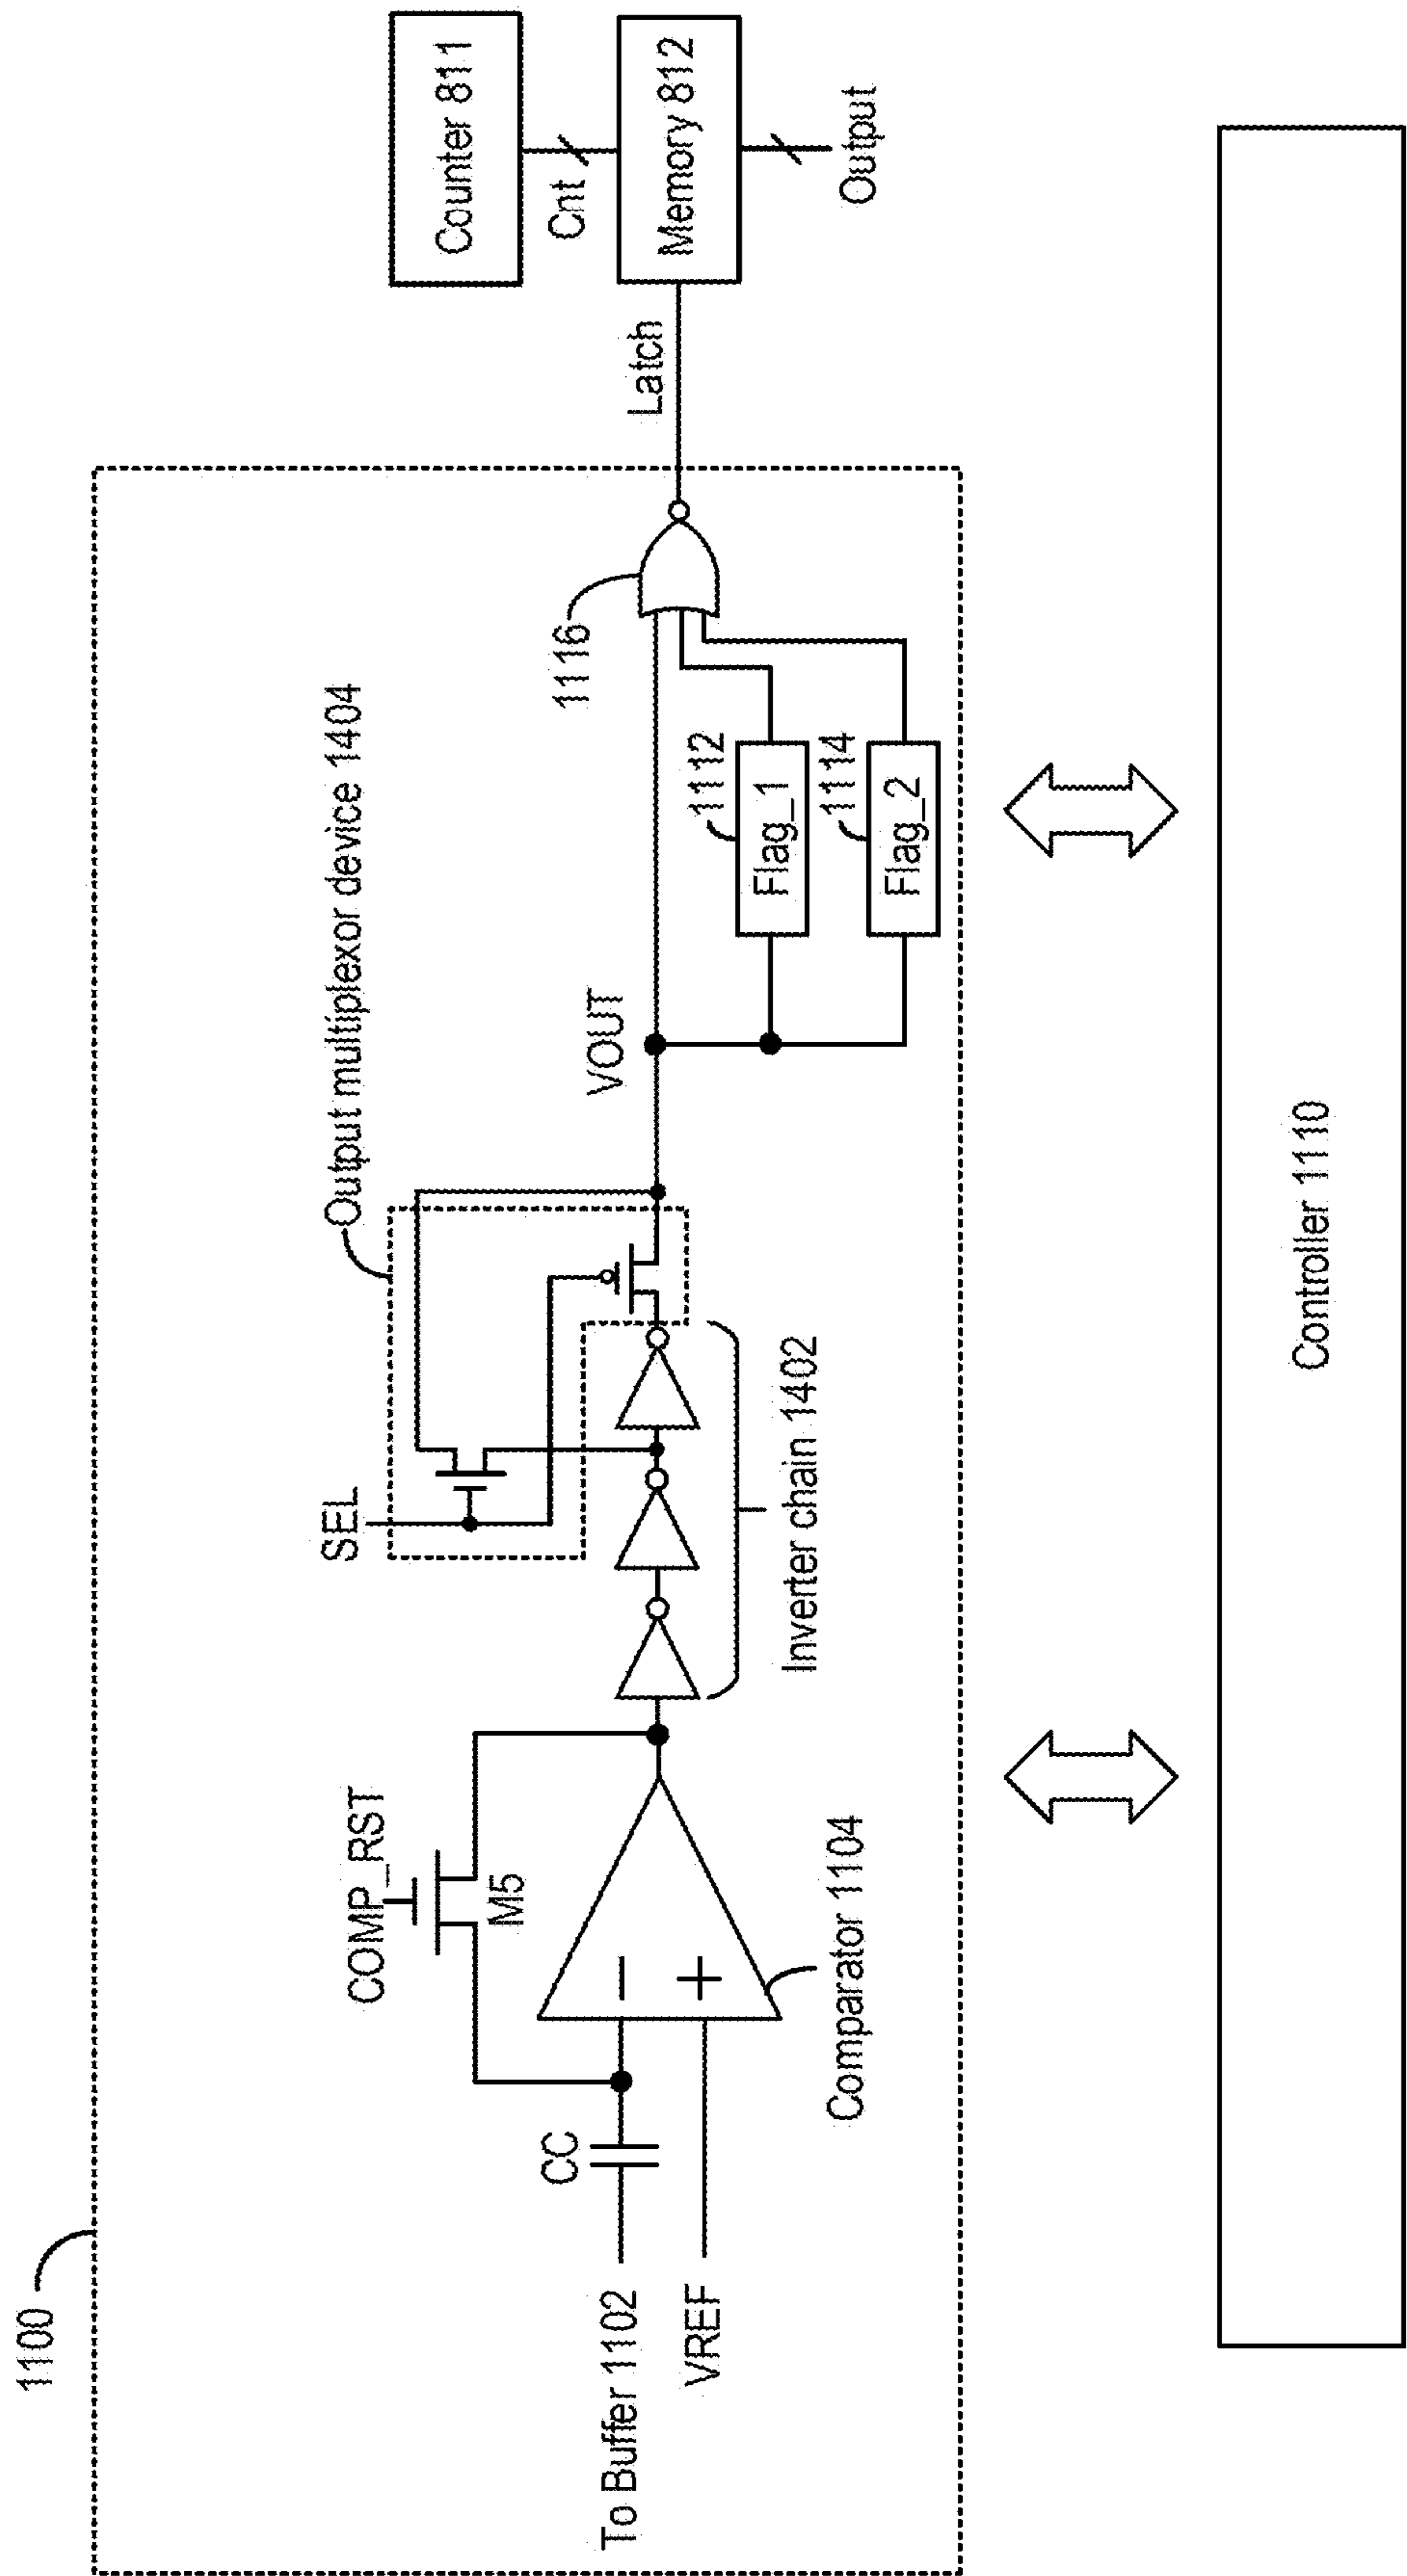 1100
Output multiplexor device 1404
SEL
COMP_RST
M5
CC
To Buffer 1102
VREF
Comparator 1104
Inverter chain 1402
VOUT
1116
1112
Flag_1
1114
Flag_2
Latch
Counter 811
Cnt
Memory 812
Output
Controller 1110